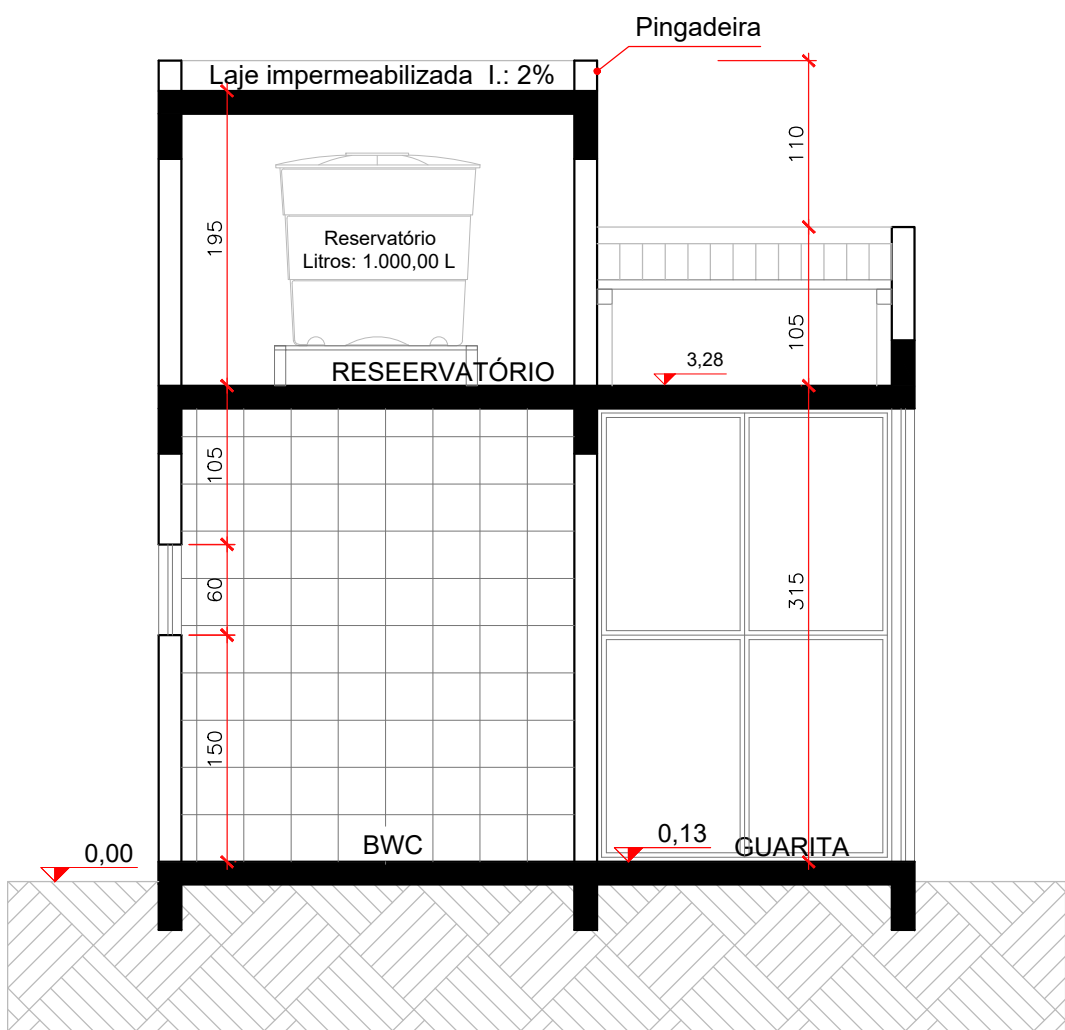 Pingadeira
Laje impermeabilizada I.: 2%
110
195
Reservatório
Litros: 1.000,00 L
105
3,28
RESEERVATÓRIO
105
60
315
150
0,00
BWC
0,13
GUARITA